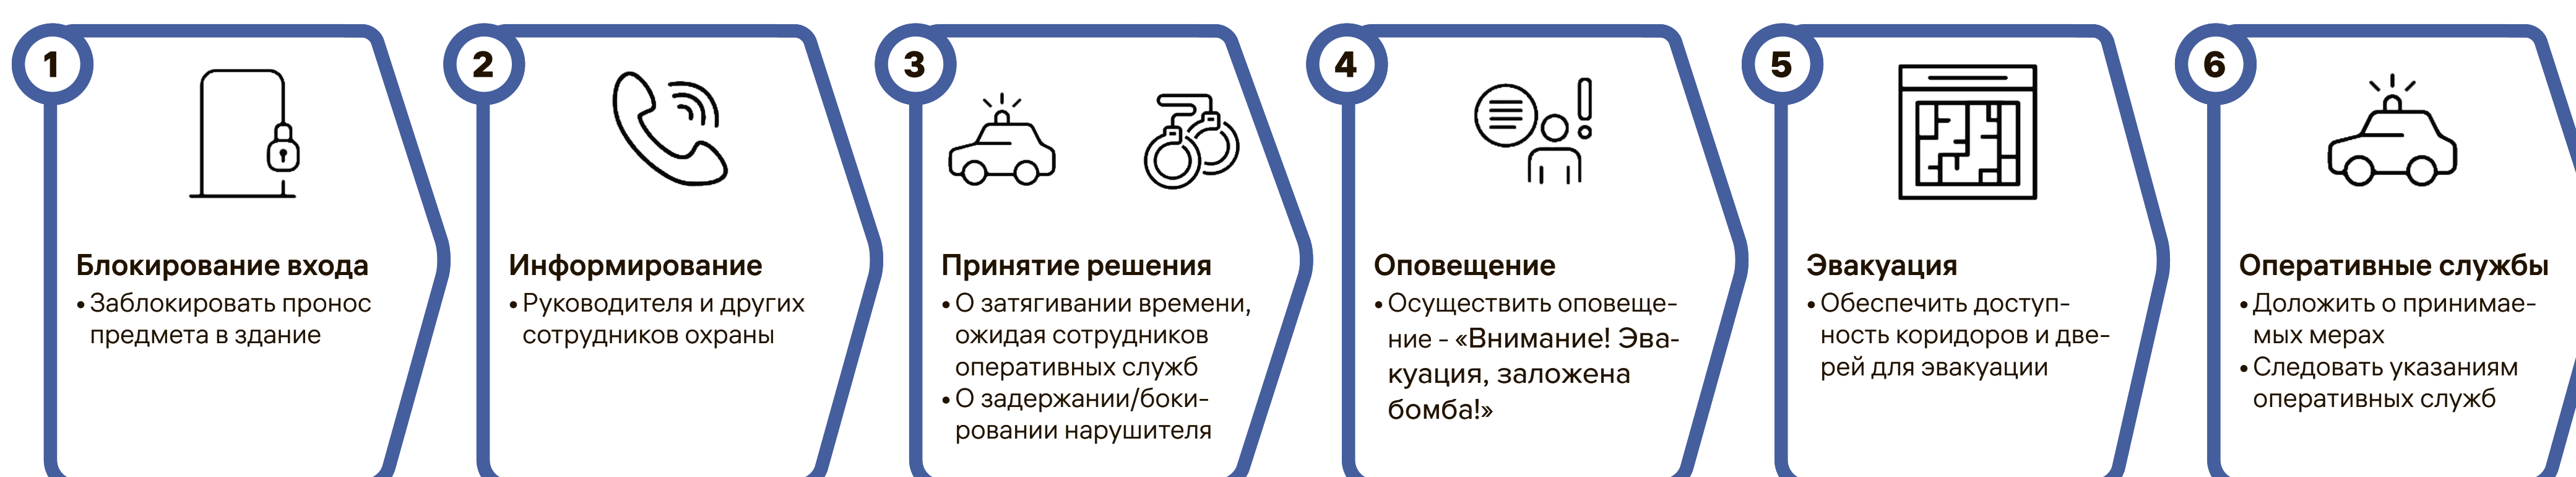 1
Блокирование входа
• Заблокировать пронос
предмета в здание
2
Информирование
• Руководителя и других
сотрудников охраны
3
Принятие решения
• О затягивании времени,
ожидая сотрудников
оперативных служб
• О задержании/боки-
ровании нарушителя
4
Оповещение
• Осуществить оповеще-
ние - «Внимание! Эва-
куация, заложена
бомба!»
5
Эвакуация
• Обеспечить доступ-
ность коридоров и две-
рей для эвакуации
6
Оперативные службы
• Доложить о принимае-
мых мерах
• Следовать указаниям
оперативных служб